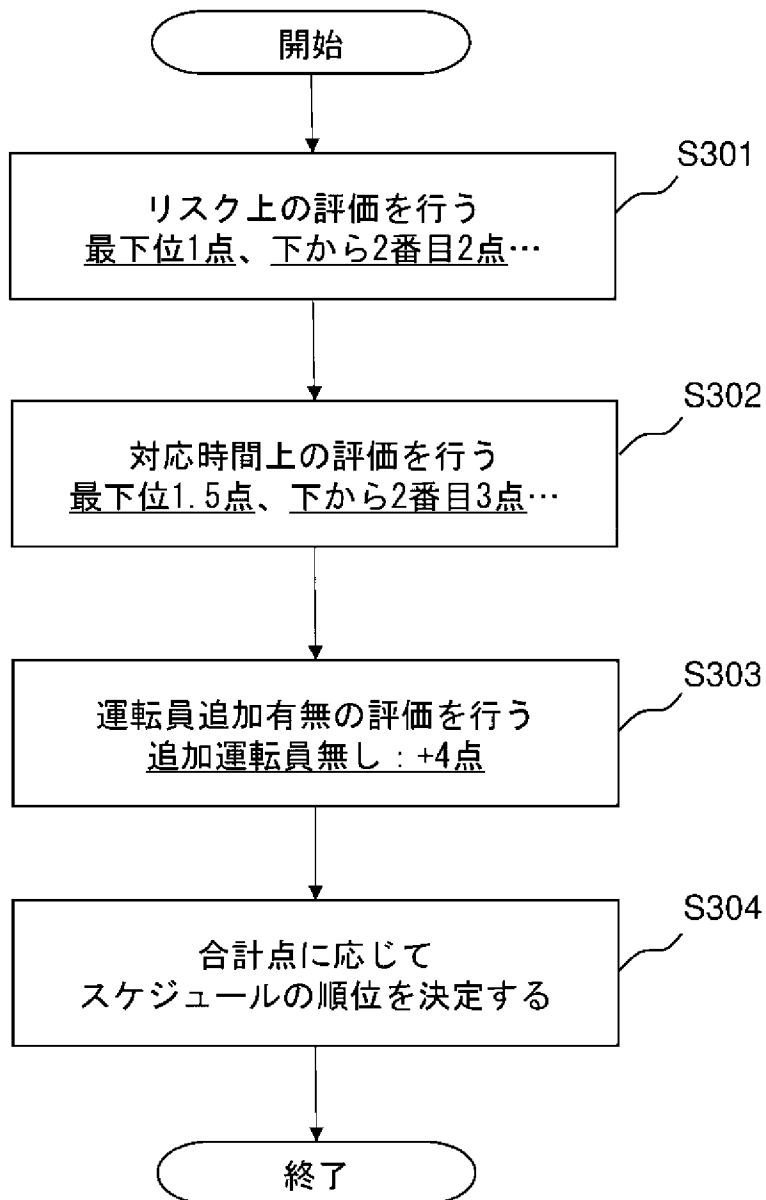 開始
S301
リスク上の評価を行う
最下位1点、下から2番目2点…
S302
対応時間上の評価を行う
最下位1.5点、下から2番目3点…
S303
運転員追加有無の評価を行う
追加運転員無し：+4点
S304
合計点に応じて
スケジュールの順位を決定する
終了